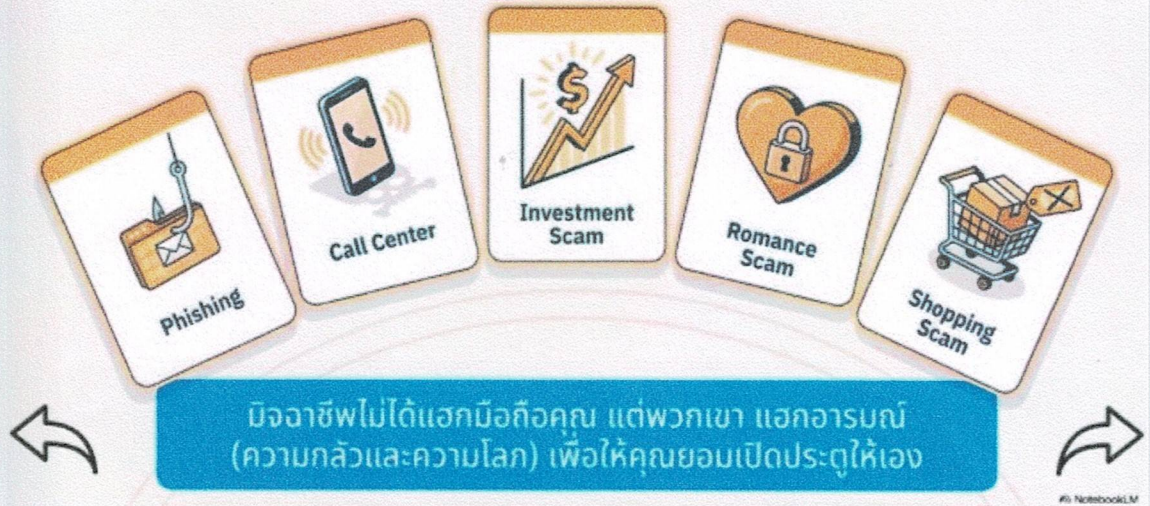 Phishing
Call Center
Investment
Scam
Romance
Scam
Shopping
Scam
มิจฉาชีพไม่ได้แฮกมือถือคุณ แต่พวกเขา แฮกอารมณ์
(ความกลัวและความโลภ) เพื่อให้คุณยอมเปิดประตูให้เอง
NotebookLM